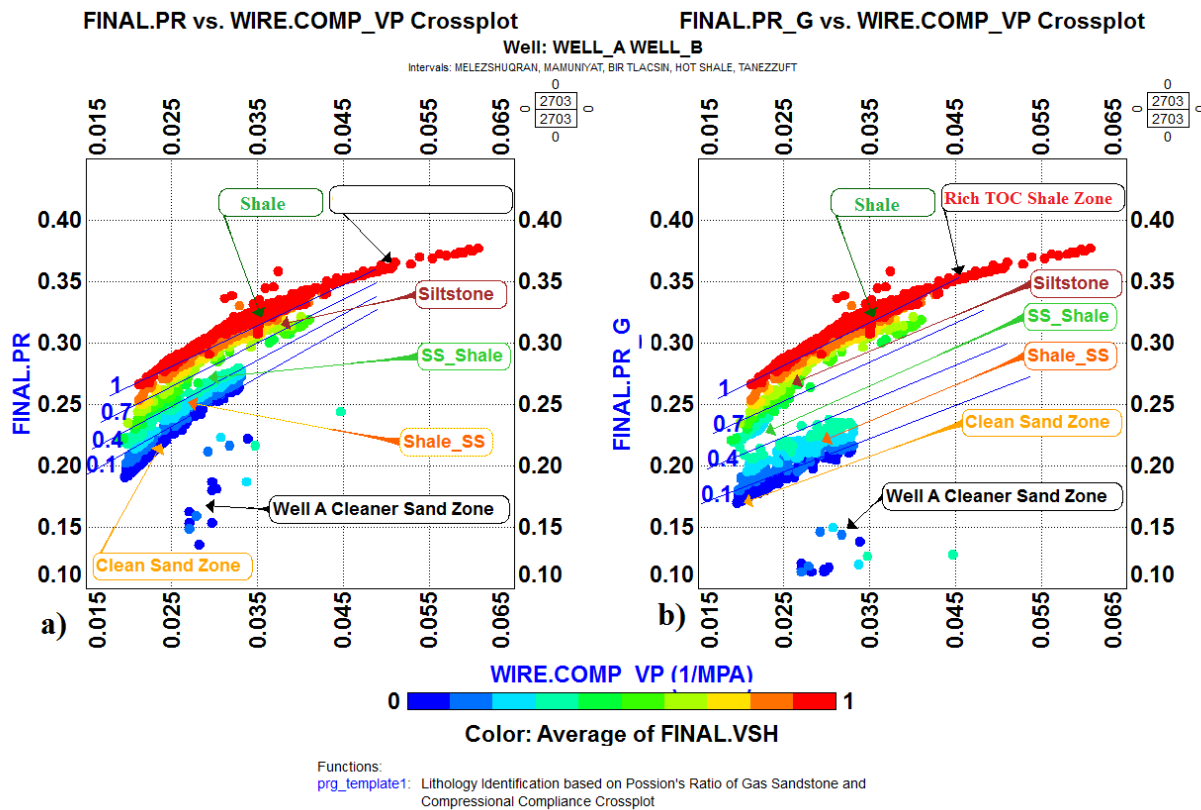 FINAL.PR vs. WIRE.COMP_VP Crossplot
FINAL.PR_G vs. WIRE.COMP_VP Crossplot
Well: WELL_A WELL_B
Intervals: MELEZSHUQRAN, MAMUNIYAT, BIR TLACSIN, HOT SHALE, TANEZZUFT
0.015 0.025 0.035 0.045 0.055 0.065
0
0 2703 0
2703
0
0.40 0.35 0.30 0.25 0.20 0.15 0.10
FINAL.PR
Shale
Siltstone
SS_Shale
Shale_SS
Well A Cleaner Sand Zone
Clean Sand Zone
1
0.7
0.4
0.1
0.40 0.35 0.30 0.25 0.20 0.15 0.10
0.015 0.025 0.035 0.045 0.055 0.065
a)
0.015 0.025 0.035 0.045 0.055 0.065
0
0 2703 0
2703
0
0.40 0.35 0.30 0.25 0.20 0.15 0.10
FINAL.PR_G
Shale
Rich TOC Shale Zone
Siltstone
SS_Shale
Shale_SS
Clean Sand Zone
Well A Cleaner Sand Zone
1
0.7
0.4
0.1
0.40 0.35 0.30 0.25 0.20 0.15 0.10
0.015 0.025 0.035 0.045 0.055 0.065
b)
WIRE.COMP_VP (1/MPA)
0 1
Color: Average of FINAL.VSH
Functions:
prg_template1: Lithology Identification based on Possion's Ratio of Gas Sandstone and
Compressional Compliance Crossplot